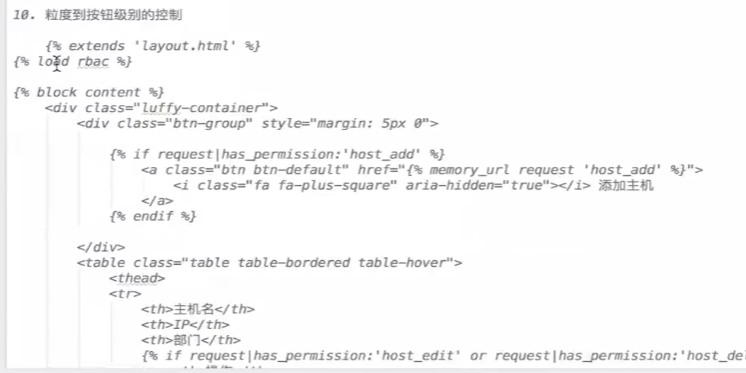 10. 粒度到按钮级别的控制
{% extends 'layout.html' %}
{% load rbac %}
{% block content %}
<div class="luffy-container">
<div class="btn-group" style="margin: 5px 0">
{% if request|has_permission:'host_add' %}
<a class="btn btn-default" href="{% memory_url request 'host_add' %}">
<i class="fa fa-plus-square" aria-hidden="true"></i> 添加主机
</a>
{% endif %}
</div>
<table class="table table-bordered table-hover">
<thead>
<tr>
<th>主机名</th>
<th>IP</th>
<th>部门</th>
{% if request|has_permission:'host_edit' or request|has_permission:'host_del